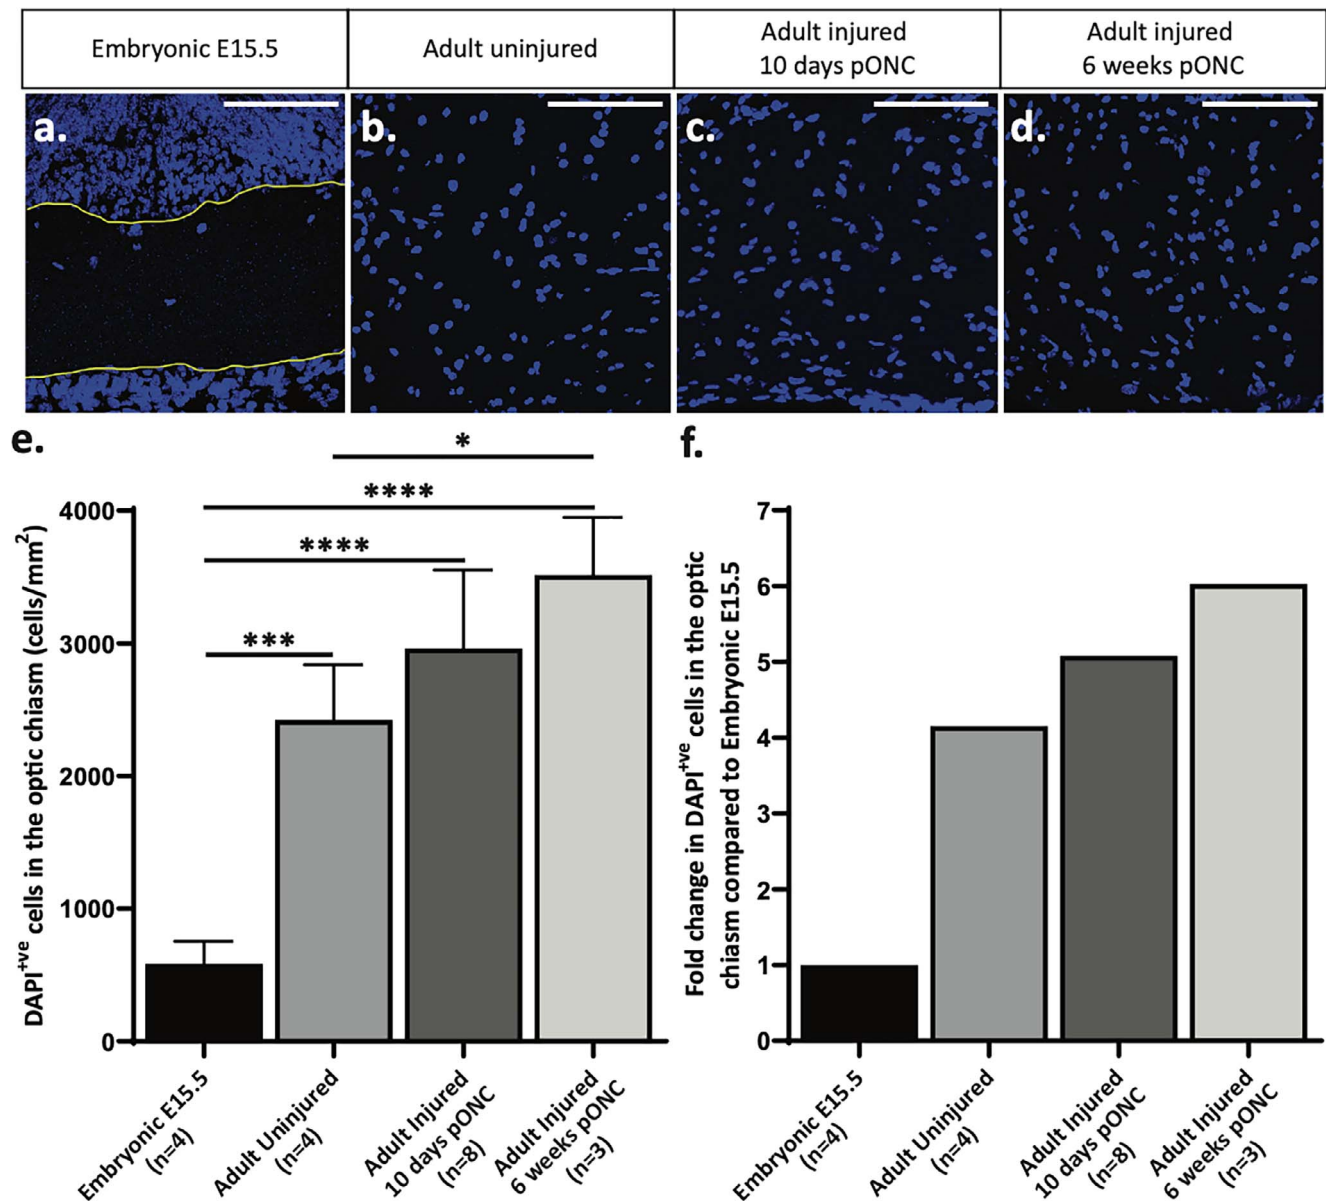 Embryonic E15.5
Adult uninjured
Adult injured
10 days pONC
Adult injured
6 weeks pONC
a.
b.
c.
d.
e.
DAPI+ve cells in the optic chiasm (cells/mm2)
4000
3000
2000
1000
0
*
****
****
***
Embryonic E15.5
(n=4)
Adult Uninjured
(n=4)
Adult Injured
10 days pONC
(n=8)
Adult Injured
6 weeks pONC
(n=3)
f.
Fold change in DAPI+ve cells in the optic
chiasm compared to Embryonic E15.5
7
6
5
4
3
2
1
0
Embryonic E15.5
(n=4)
Adult Uninjured
(n=4)
Adult Injured
10 days pONC
(n=8)
Adult Injured
6 weeks pONC
(n=3)